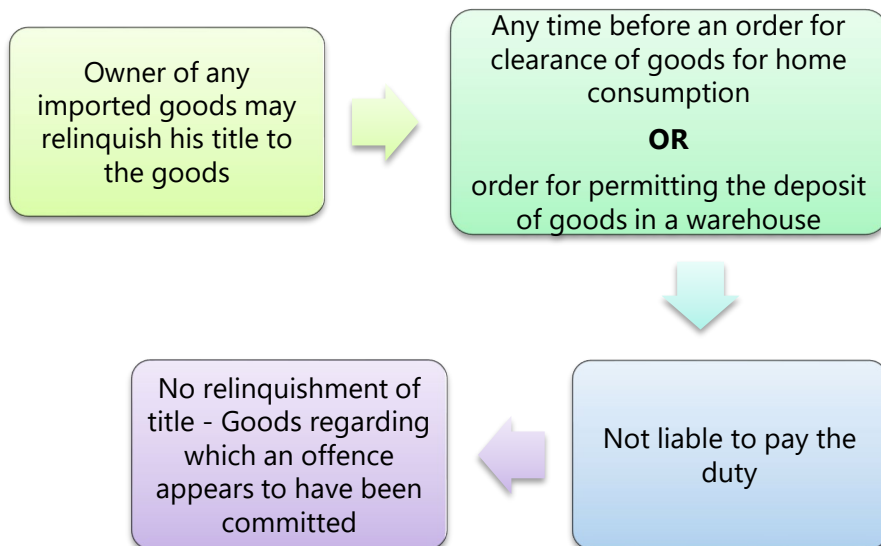 Owner of any
imported goods may
relinquish his title to
the goods
Any time before an order for
clearance of goods for home
consumption
OR
order for permitting the deposit
of goods in a warehouse
Not liable to pay the
duty
No relinquishment of
title - Goods regarding
which an offence
appears to have been
committed